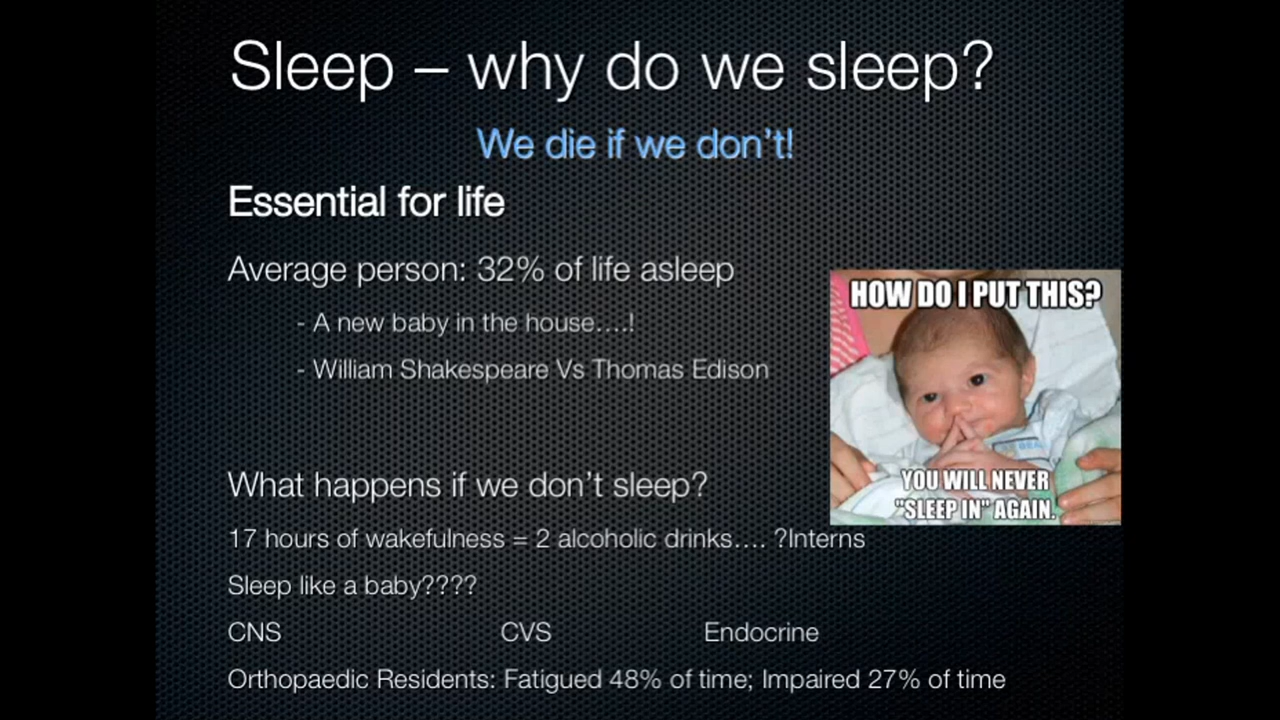 Sleep – why do we sleep?
We die if we don't!
Essential for life
Average person: 32% of life asleep
- A new baby in the house....!
- William Shakespeare Vs Thomas Edison
HOW DO I PUT THIS?
YOU WILL NEVER
"SLEEP IN" AGAIN.
What happens if we don't sleep?
17 hours of wakefulness = 2 alcoholic drinks.... ?Interns
Sleep like a baby????
CNS CVS Endocrine
Orthopaedic Residents: Fatigued 48% of time; Impaired 27% of time